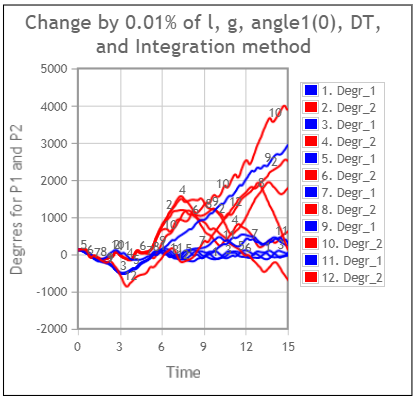 Change by 0.01% of l, g, angle1(0), DT,
and Integration method
Degrres for P1 and P2
5000
4000
3000
2000
1000
0
-1000
-2000
0 3 6 9 12 15
Time
1. Degr_1
2. Degr_2
3. Degr_1
4. Degr_2
5. Degr_1
6. Degr_2
7. Degr_1
8. Degr_2
9. Degr_1
10. Degr_2
11. Degr_1
12. Degr_2